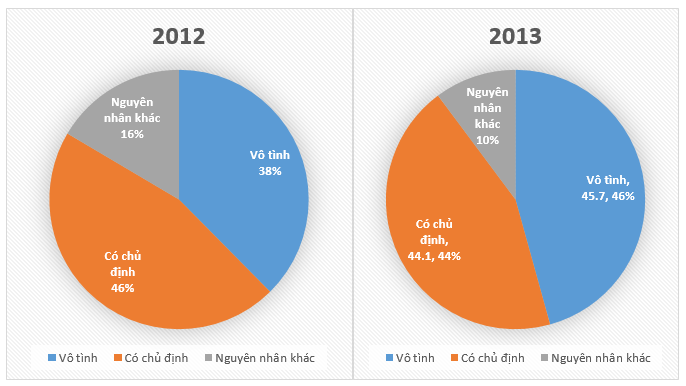 2012
Nguyên
nhân khác
16%
Vô tình
38%
Có chủ
định
46%
Vô tình
Có chủ định
Nguyên nhân khác
2013
Nguyên
nhân
khác
10%
Vô tình,
45.7, 46%
Có chủ
định,
44.1, 44%
Vô tình
Có chủ định
Nguyên nhân khác